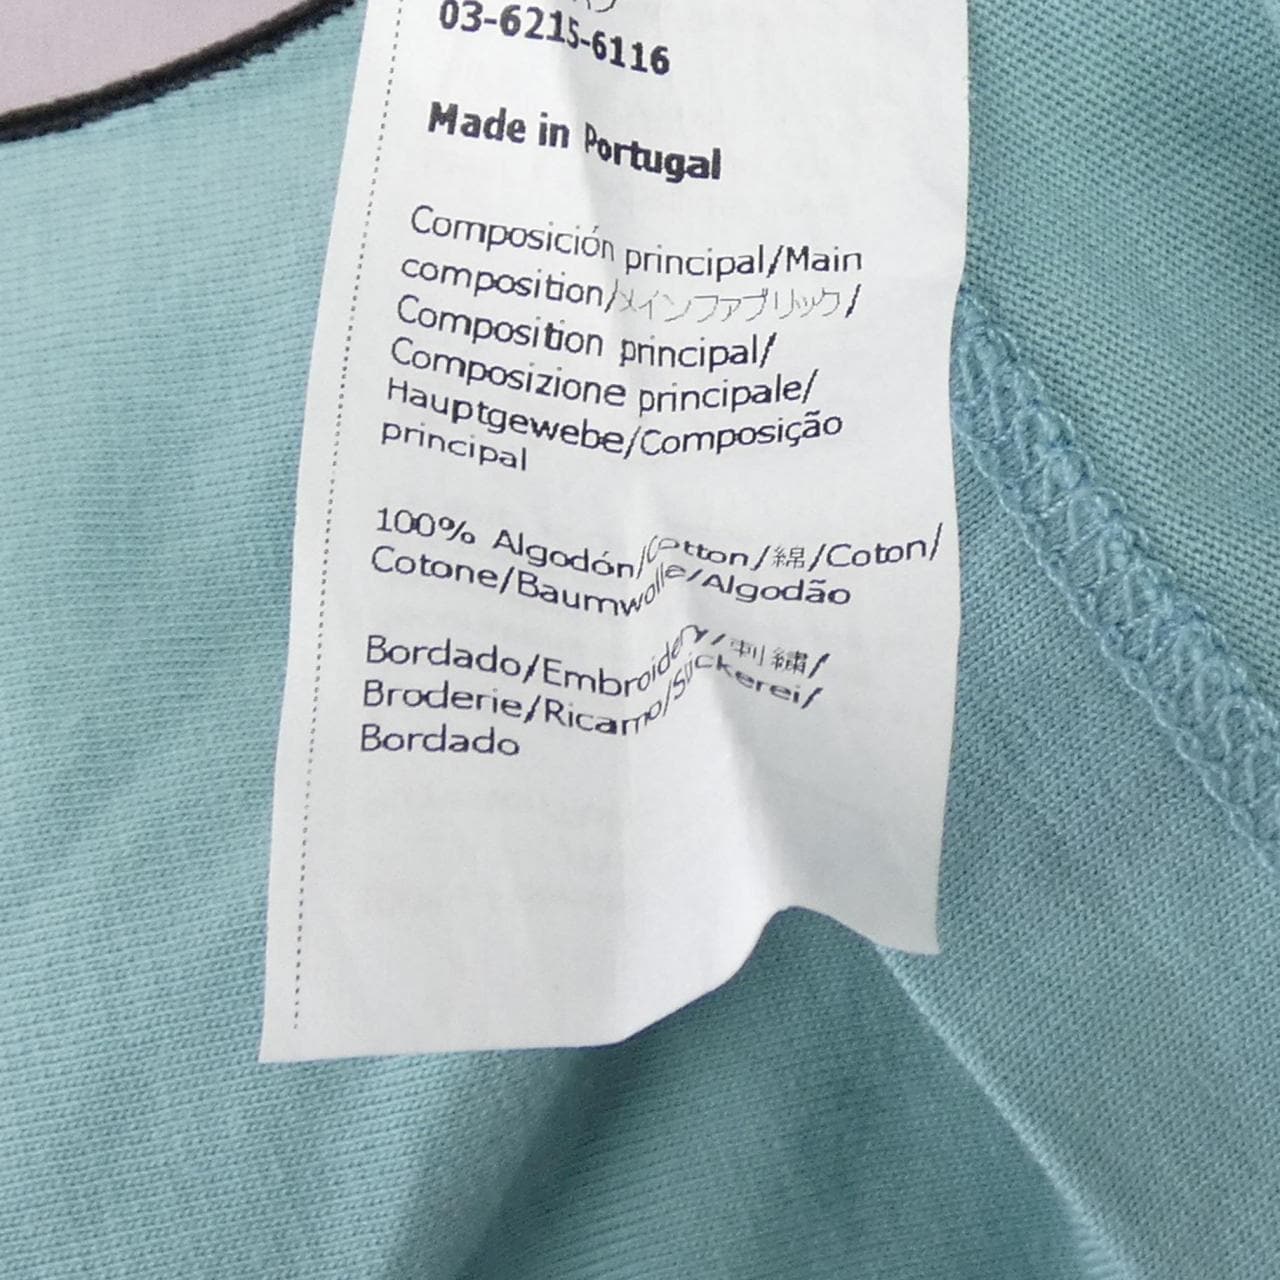 03-6215-6116
Made in Portugal
Composición principal/Main
composition/メインファブリック/
Composition principal/
Composizione principale/
Hauptgewebe/Composição
principal
100% Algodón/Cotton/綿/Coton/
Cotone/Baumwolle/Algodão
Bordado/Embroidery/刺繍/
Broderie/Ricamo/Stickerei/
Bordado